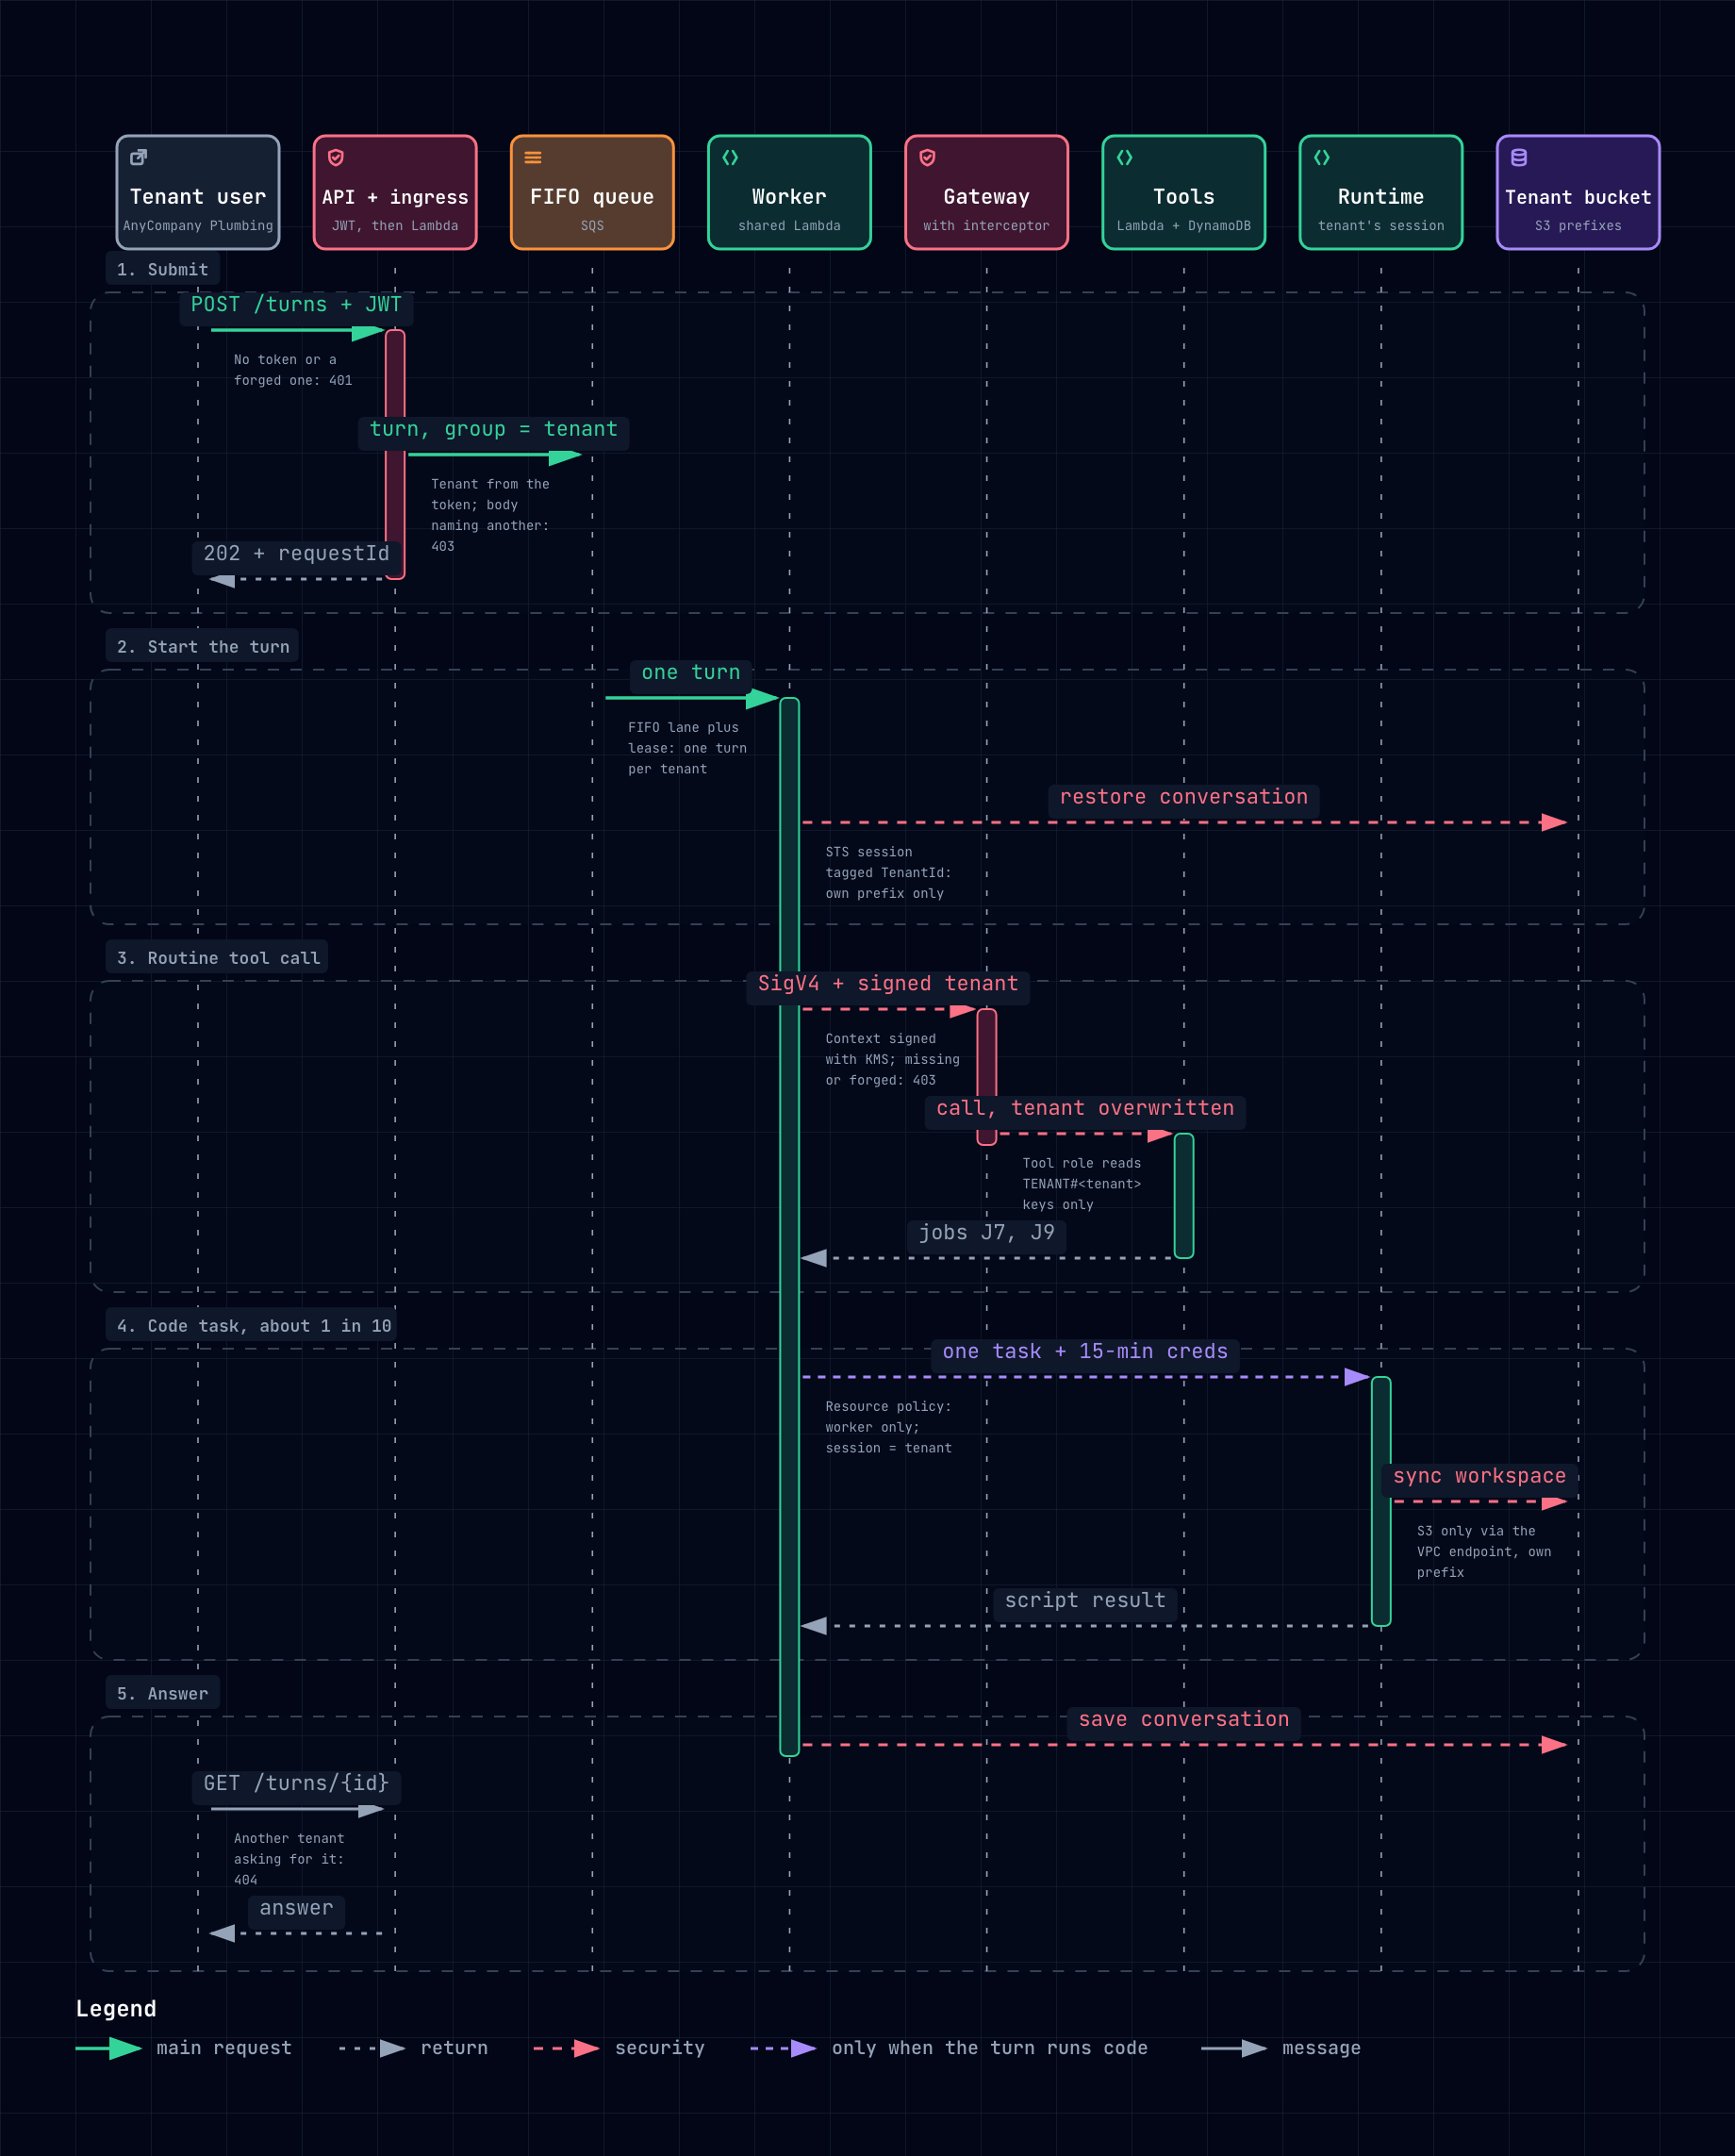 Tenant user
AnyCompany Plumbing
API + ingress
JWT, then Lambda
FIFO queue
SQS
Worker
shared Lambda
Gateway
with interceptor
Tools
Lambda + DynamoDB
Runtime
tenant's session
Tenant bucket
S3 prefixes
1. Submit
POST /turns + JWT
No token or a
forged one: 401
turn, group = tenant
Tenant from the
token; body
naming another:
403
202 + requestId
2. Start the turn
one turn
FIFO lane plus
lease: one turn
per tenant
restore conversation
STS session
tagged TenantId:
own prefix only
3. Routine tool call
SigV4 + signed tenant
Context signed
with KMS; missing
or forged: 403
call, tenant overwritten
Tool role reads
TENANT#<tenant>
keys only
jobs J7, J9
4. Code task, about 1 in 10
one task + 15-min creds
Resource policy:
worker only;
session = tenant
sync workspace
S3 only via the
VPC endpoint, own
prefix
script result
5. Answer
save conversation
GET /turns/{id}
Another tenant
asking for it:
404
answer
Legend
main request
return
security
only when the turn runs code
message